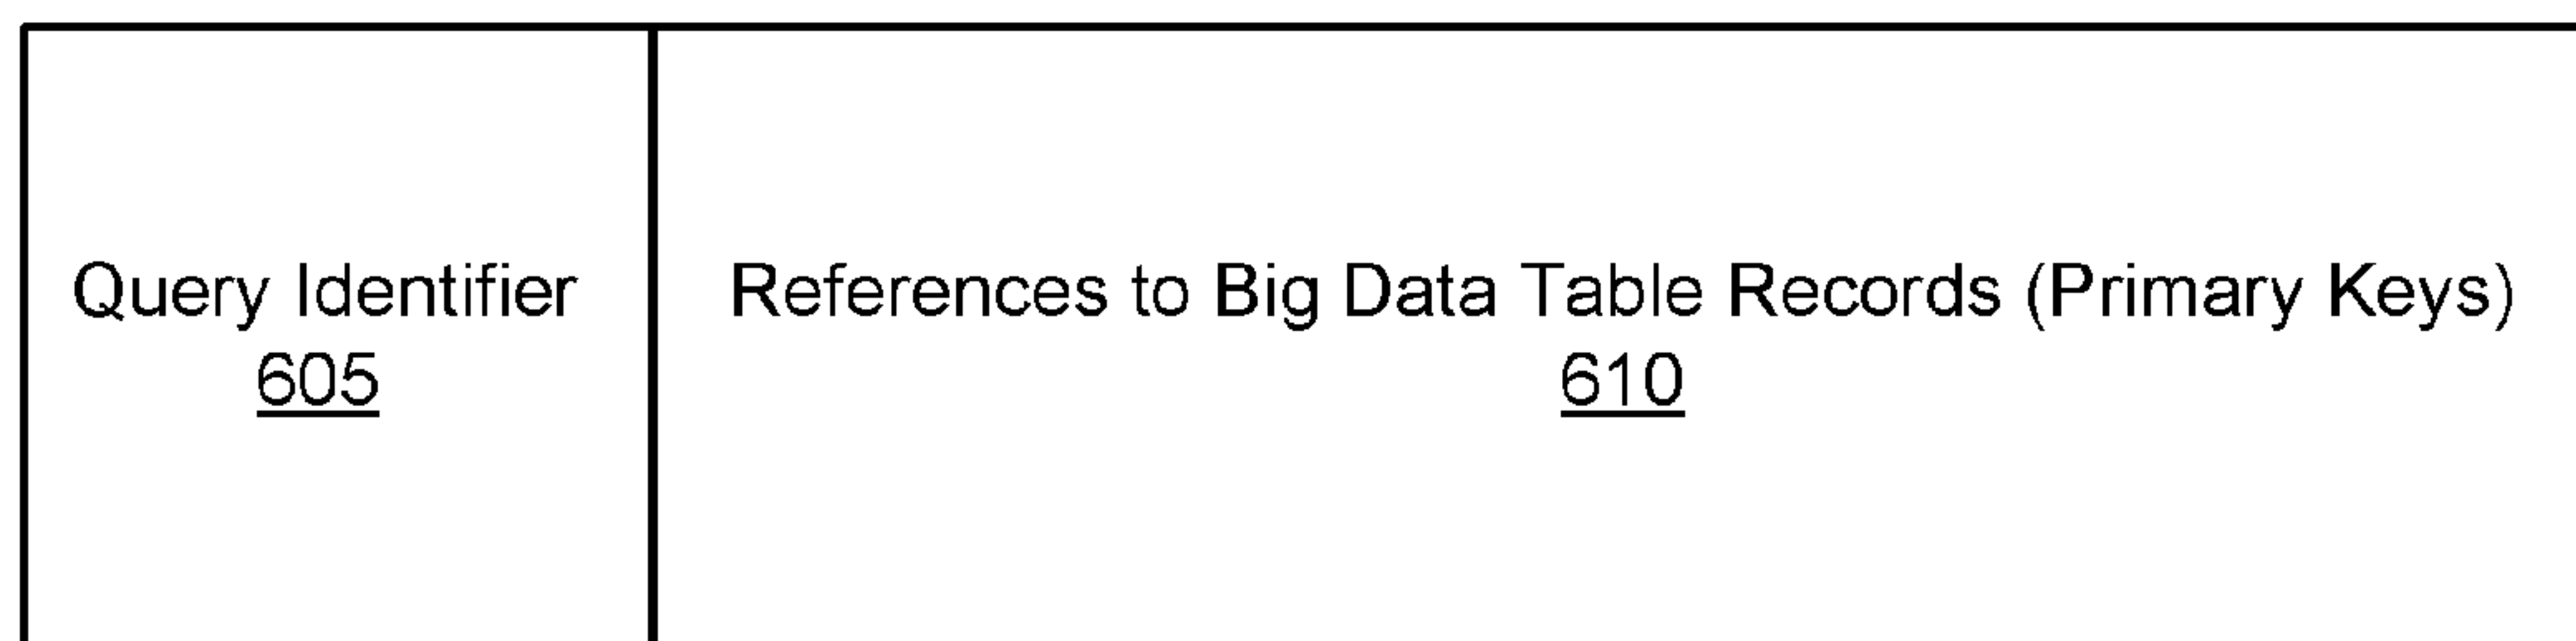 Query Identifier
605
References to Big Data Table Records (Primary Keys)
610